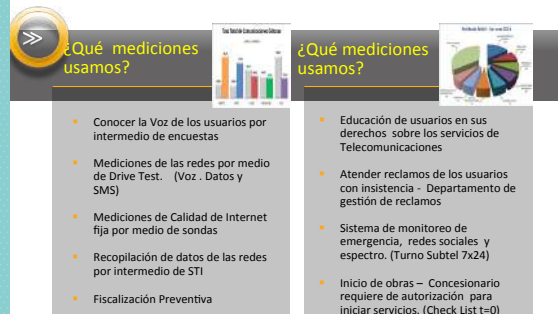 ¿Qué mediciones
usamos?
Conocer la Voz de los usuarios por
intermedio de encuestas
Mediciones de las redes por medio
de Drive Test. (Voz . Datos y
SMS)
Mediciones de Calidad de Internet
fija por medio de sondas
Recopilación de datos de las redes
por intermedio de STI
Fiscalización Preventiva
¿Qué mediciones
usamos?
Educación de usuarios en sus
derechos sobre los servicios de
Telecomunicaciones
Atender reclamos de los usuarios
con insistencia - Departamento de
gestión de reclamos
Sistema de monitoreo de
emergencia, redes sociales y
espectro. (Turno Subtel 7x24)
Inicio de obras – Concesionario
requiere de autorización para
iniciar servicios. (Check List t=0)